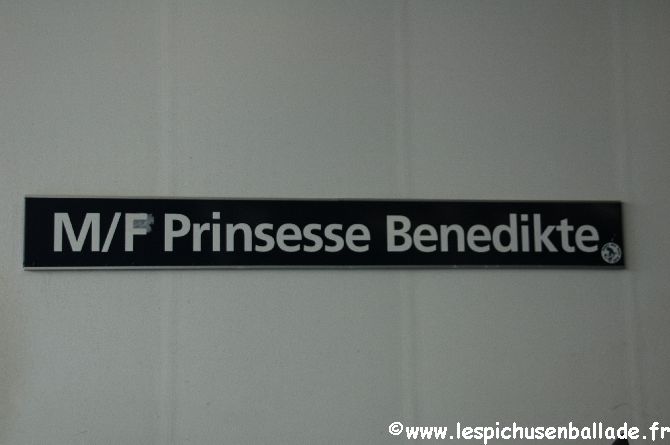 M/F Prinsesse Benedikte
©www.lespichusenballade.fr